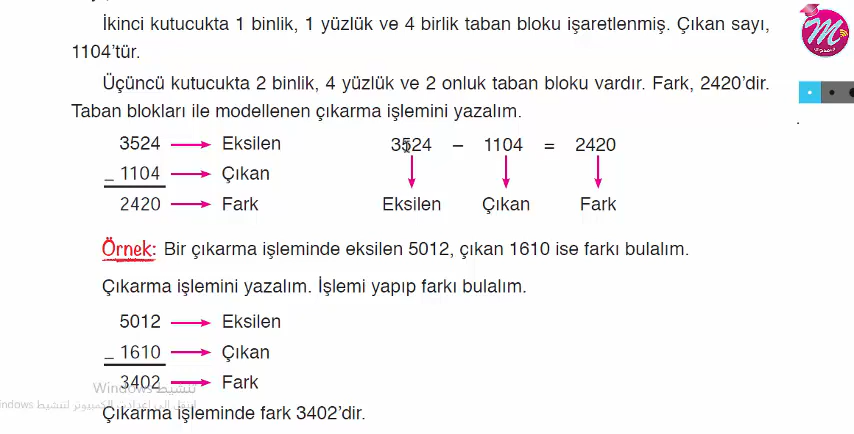 İkinci kutucukta 1 binlik, 1 yüzlük ve 4 birlik taban bloku işaretlenmiş. Çıkan sayı,
1104'tür.
Üçüncü kutucukta 2 binlik, 4 yüzlük ve 2 onluk taban bloku vardır. Fark, 2420'dir.
Taban blokları ile modellenen çıkarma işlemini yazalım.
3524 Eksilen 3524 – 1104 = 2420
– 1104 Çıkan
2420 Fark Eksilen Çıkan Fark
Örnek: Bir çıkarma işleminde eksilen 5012, çıkan 1610 ise farkı bulalım.
Çıkarma işlemini yazalım. İşlemi yapıp farkı bulalım.
5012 Eksilen
– 1610 Çıkan
3402 Fark
تنشيط Windows
Çıkarma işleminde fark 3402'dir.